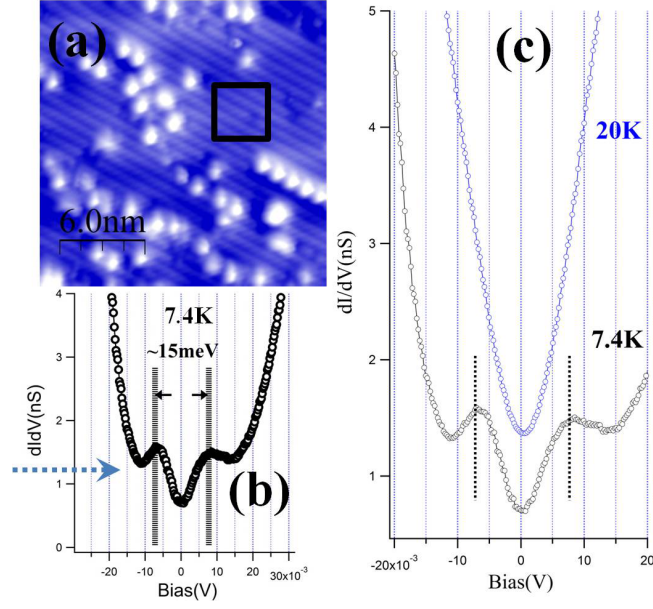 (a)
6.0nm
4
3
2
1
0
dIdV(nS)
7.4K
~15meV
(b)
-20
-10
0
10
20
30x10⁻³
Bias(V)
5
4
3
2
1
dI/dV(nS)
(c)
20K
7.4K
-20x10⁻³
-10
0
10
20
Bias(V)